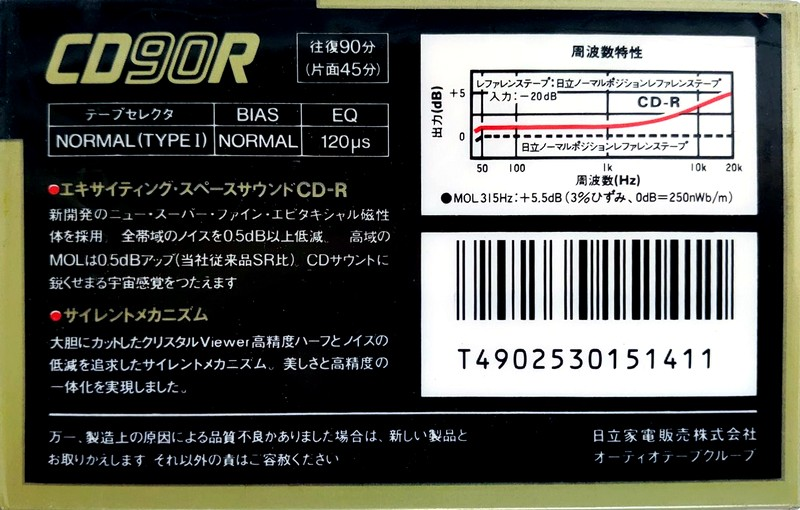 CD90R
往復90分
(片面45分)
テープセレクタ BIAS EQ
NORMAL(TYPE I) NORMAL 120μs
●エキサイティング・スペースサウンドCD-R
新開発のニュー・スーパー・ファイン・エピタキシャル磁性
体を採用 全帯域のノイズを0.5dB以上低減 高域の
MOLは0.5dBアップ(当社従来品SR比) CDサウンドに
鋭くせまる宇宙感覚をつたえます
●サイレントメカニズム
大胆にカットしたクリスタルViewer高精度ハーフとノイズの
低減を追求したサイレントメカニズム。美しさと高精度の
一体化を実現しました。
周波数特性
レファレンステープ:日立ノーマルポジションレファレンステープ
入力:−20dB
CD-R
出力(dB)
+5
0
日立ノーマルポジションレファレンステープ
50 100 1k 10k 20k
周波数(Hz)
●MOL315Hz:+5.5dB(3%ひずみ、0dB=250nWb/m)
T4902530151411
万一、製造上の原因による品質不良がありました場合は、新しい製品と
お取りかえします それ以外の責はご容赦ください
日立家電販売株式会社
オーディオテープグループ